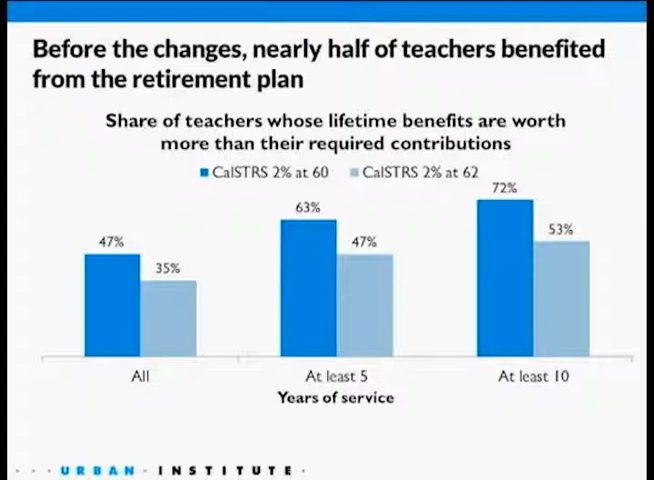 Before the changes, nearly half of teachers benefited
from the retirement plan
Share of teachers whose lifetime benefits are worth
more than their required contributions
CalSTRS 2% at 60 CalSTRS 2% at 62
72%
63%
47% 47%
53%
35%
All At least 5 At least 10
Years of service
URBAN INSTITUTE